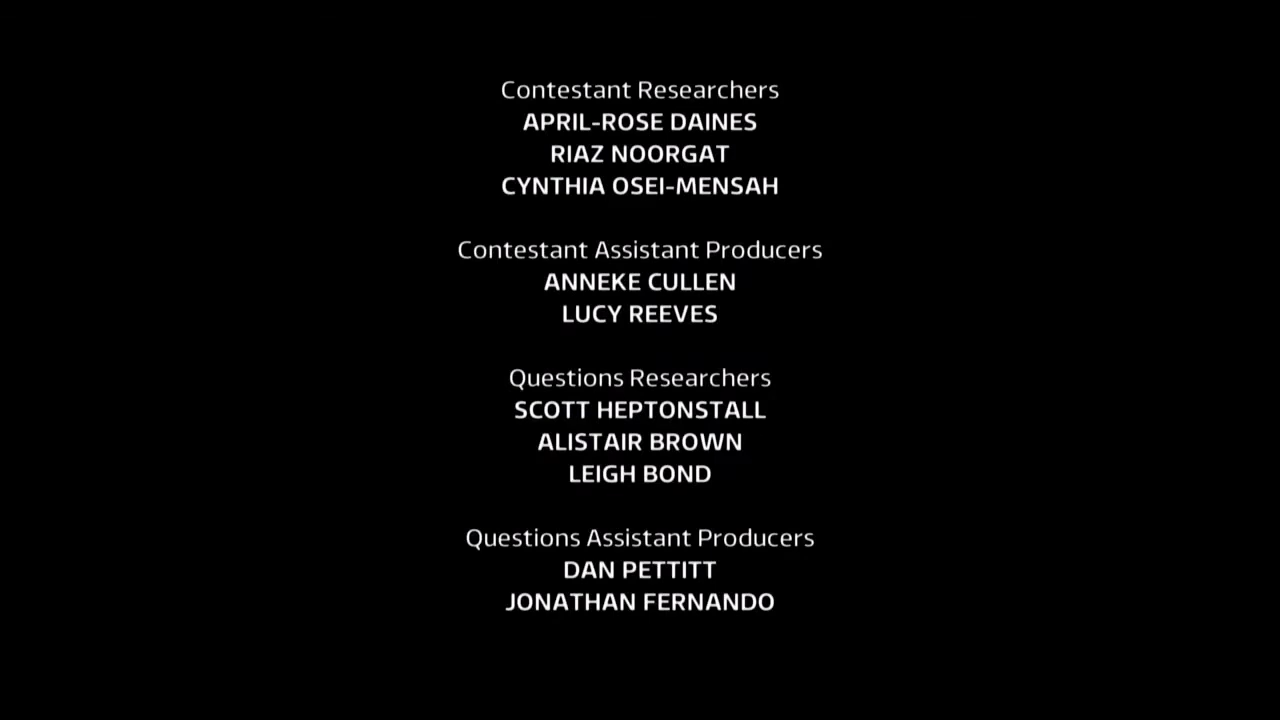 Contestant Researchers
APRIL-ROSE DAINES
RIAZ NOORGAT
CYNTHIA OSEI-MENSAH
Contestant Assistant Producers
ANNEKE CULLEN
LUCY REEVES
Questions Researchers
SCOTT HEPTONSTALL
ALISTAIR BROWN
LEIGH BOND
Questions Assistant Producers
DAN PETTITT
JONATHAN FERNANDO